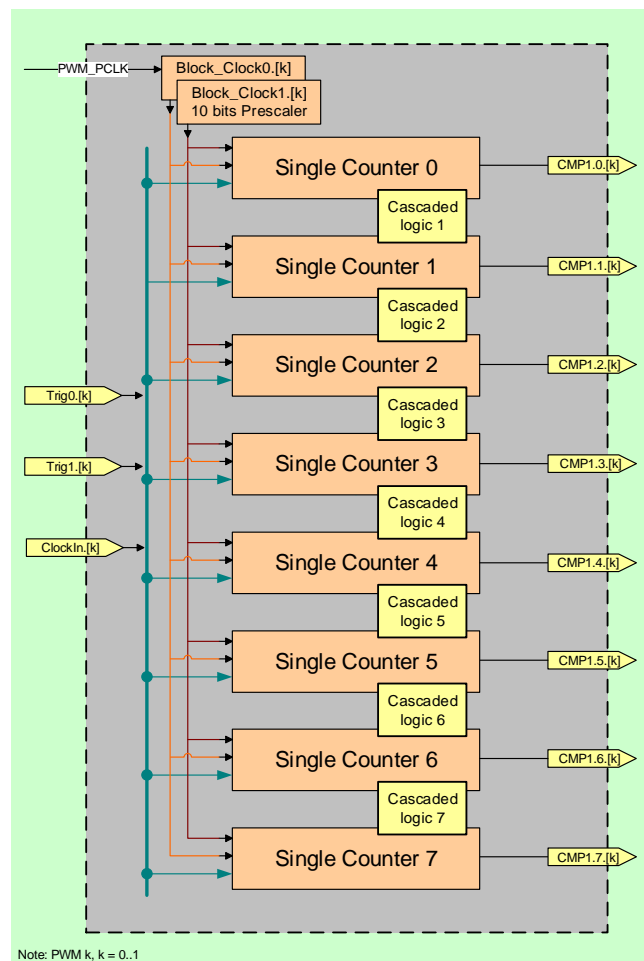 PWM_PCLK
Block_Clock0.[k]
Block_Clock1.[k]
10 bits Prescaler
Single Counter 0
CMP1.0.[k]
Cascaded
logic 1
Single Counter 1
CMP1.1.[k]
Cascaded
logic 2
Single Counter 2
CMP1.2.[k]
Trig0.[k]
Cascaded
logic 3
Trig1.[k]
Single Counter 3
CMP1.3.[k]
Cascaded
logic 4
ClockIn.[k]
Single Counter 4
CMP1.4.[k]
Cascaded
logic 5
Single Counter 5
CMP1.5.[k]
Cascaded
logic 6
Single Counter 6
CMP1.6.[k]
Cascaded
logic 7
Single Counter 7
CMP1.7.[k]
Note: PWM k, k = 0..1